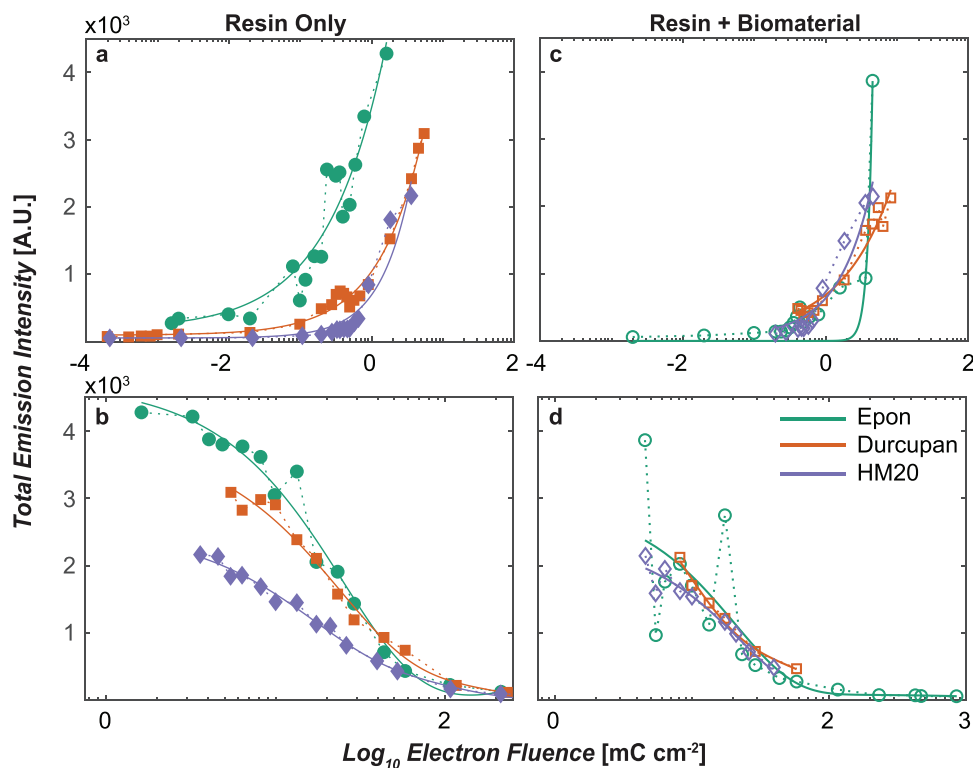 Resin Only
Resin + Biomaterial
x10³
a
c
4
3
2
1
-4
-2
0
2
-4
-2
0
2
x10³
b
d
Epon
Durcupan
HM20
4
3
2
1
0
2
0
2
3
Total Emission Intensity [A.U.]
Log₁₀ Electron Fluence [mC cm⁻²]